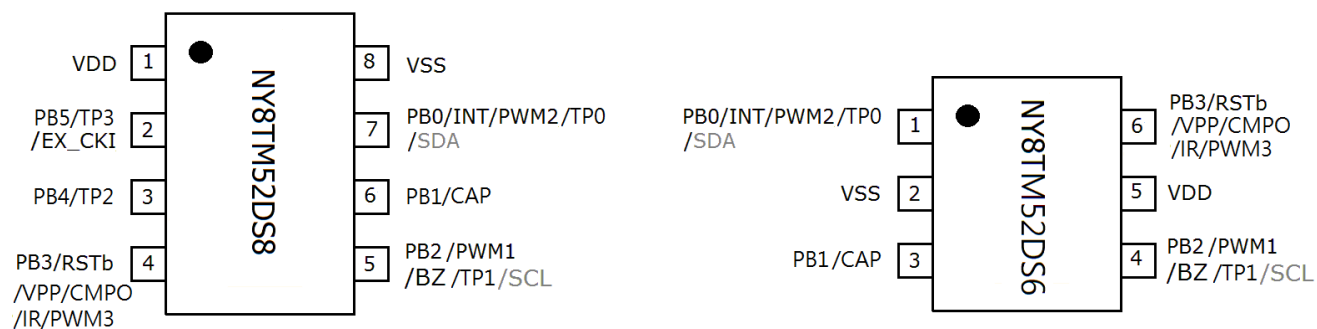 VDD
1
8
VSS
PB5/TP3
/EX_CKI
2
7
PB0/INT/PWM2/TP0
/SDA
PB4/TP2
3
6
PB1/CAP
PB3/RSTb
/VPP/CMPO
/IR/PWM3
4
5
PB2/PWM1
/BZ/TP1/SCL
NY8TM52DS8
PB0/INT/PWM2/TP0
/SDA
1
6
PB3/RSTb
/VPP/CMPO
/IR/PWM3
VSS
2
5
VDD
PB1/CAP
3
4
PB2/PWM1
/BZ/TP1/SCL
NY8TM52DS6